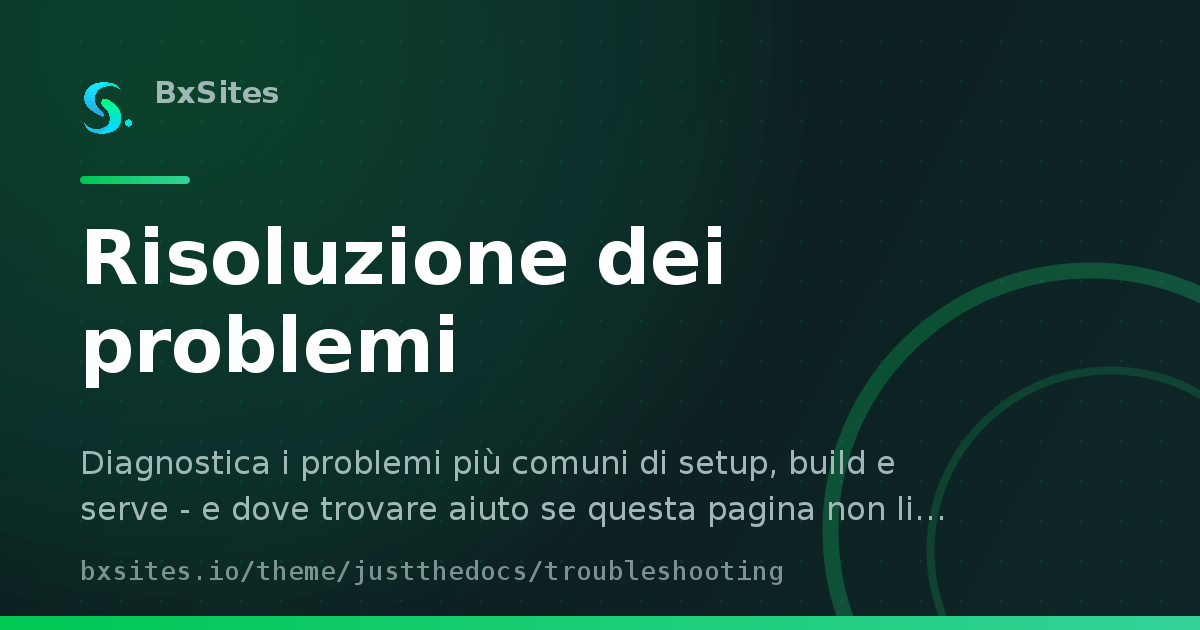 BxSites
Risoluzione dei
problemi
Diagnostica i problemi più comuni di setup, build e
serve - e dove trovare aiuto se questa pagina non li…
bxsites.io/theme/justthedocs/troubleshooting